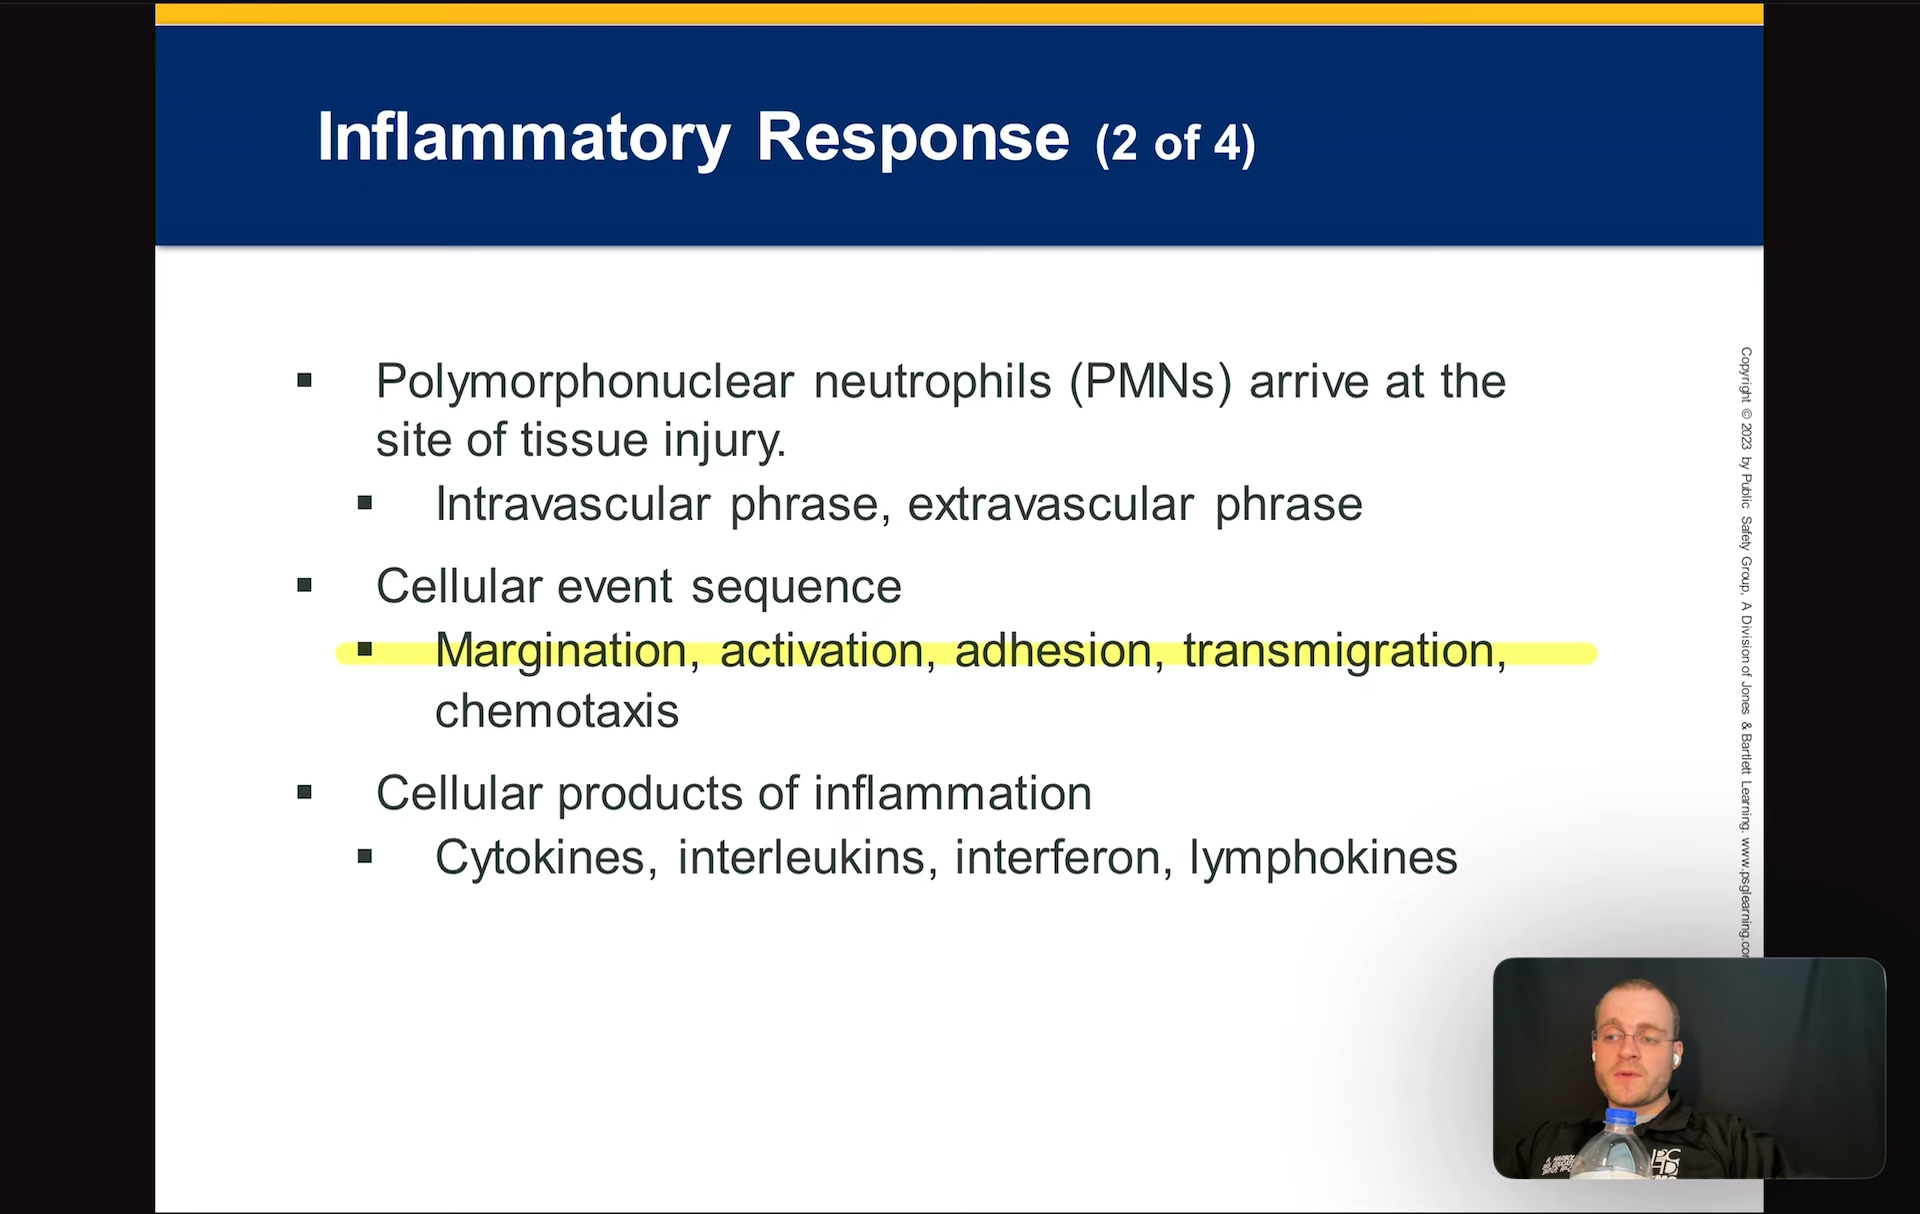 Inflammatory Response (2 of 4)
Polymorphonuclear neutrophils (PMNs) arrive at the
site of tissue injury.
Intravascular phrase, extravascular phrase
Cellular event sequence
Margination, activation, adhesion, transmigration,
chemotaxis
Cellular products of inflammation
Cytokines, interleukins, interferon, lymphokines
Copyright © 2023 by Public Safety Group, A Division of Jones & Bartlett Learning. www.psglearning.co